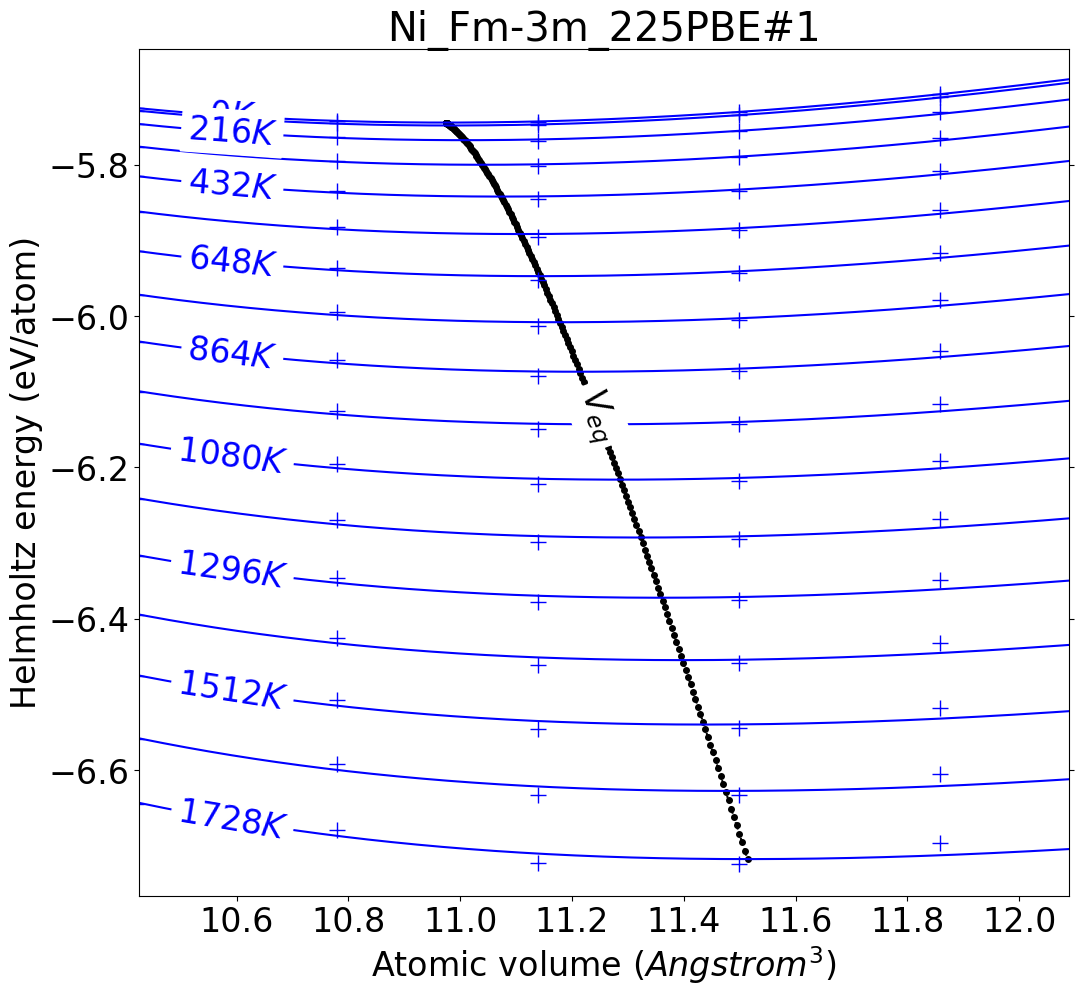 Ni_Fm-3m_225PBE#1
Helmholtz energy (eV/atom)
−5.8
−6.0
−6.2
−6.4
−6.6
0K
216K
432K
648K
864K
V_eq
1080K
1296K
1512K
1728K
10.6 10.8 11.0 11.2 11.4 11.6 11.8 12.0
Atomic volume (Angstrom³)